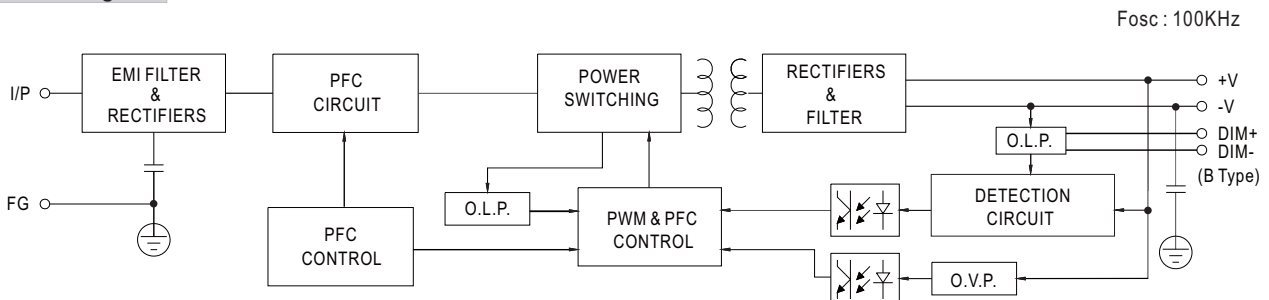 Fosc : 100KHz
I/P
EMI FILTER
&
RECTIFIERS
PFC
CIRCUIT
POWER
SWITCHING
RECTIFIERS
&
FILTER
+V
-V
DIM+
DIM-
(B Type)
O.L.P.
FG
O.L.P.
PFC
CONTROL
PWM & PFC
CONTROL
DETECTION
CIRCUIT
O.V.P.